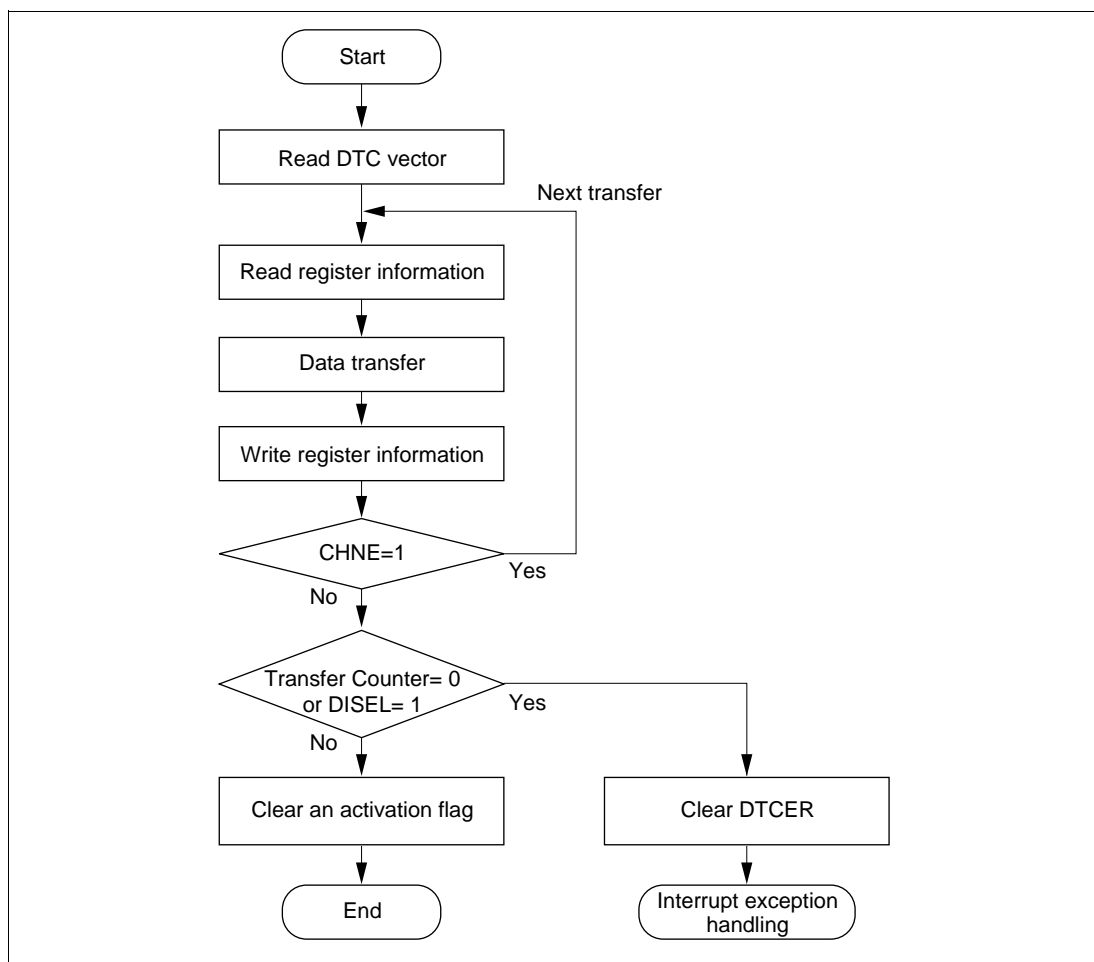 Start
Read DTC vector
Next transfer
Read register information
Data transfer
Write register information
CHNE=1
Yes
No
Transfer Counter= 0
or DISEL= 1
Yes
No
Clear an activation flag
Clear DTCER
End
Interrupt exception
handling